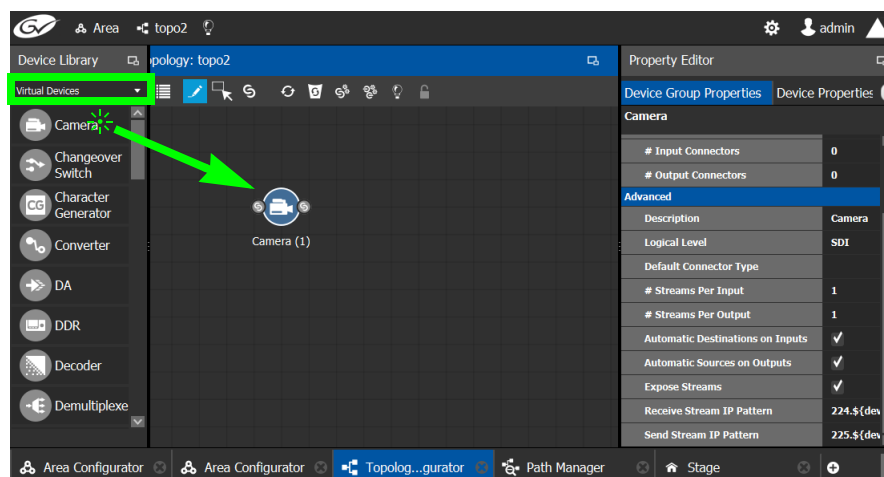 GV Area topo2 admin
Device Library
opology: topo2
Property Editor
Virtual Devices
Device Group Properties Device Properties
Camera
Camera
Changeover
Switch
CG Character
Generator
Converter
DA
DDR
Decoder
Demultiplexe
Camera (1)
# Input Connectors 0
# Output Connectors 0
Advanced
Description Camera
Logical Level SDI
Default Connector Type
# Streams Per Input 1
# Streams Per Output 1
Automatic Destinations on Inputs
Automatic Sources on Outputs
Expose Streams
Receive Stream IP Pattern 224.${dev
Send Stream IP Pattern 225.${dev
Area Configurator Area Configurator Topolog...gurator Path Manager Stage